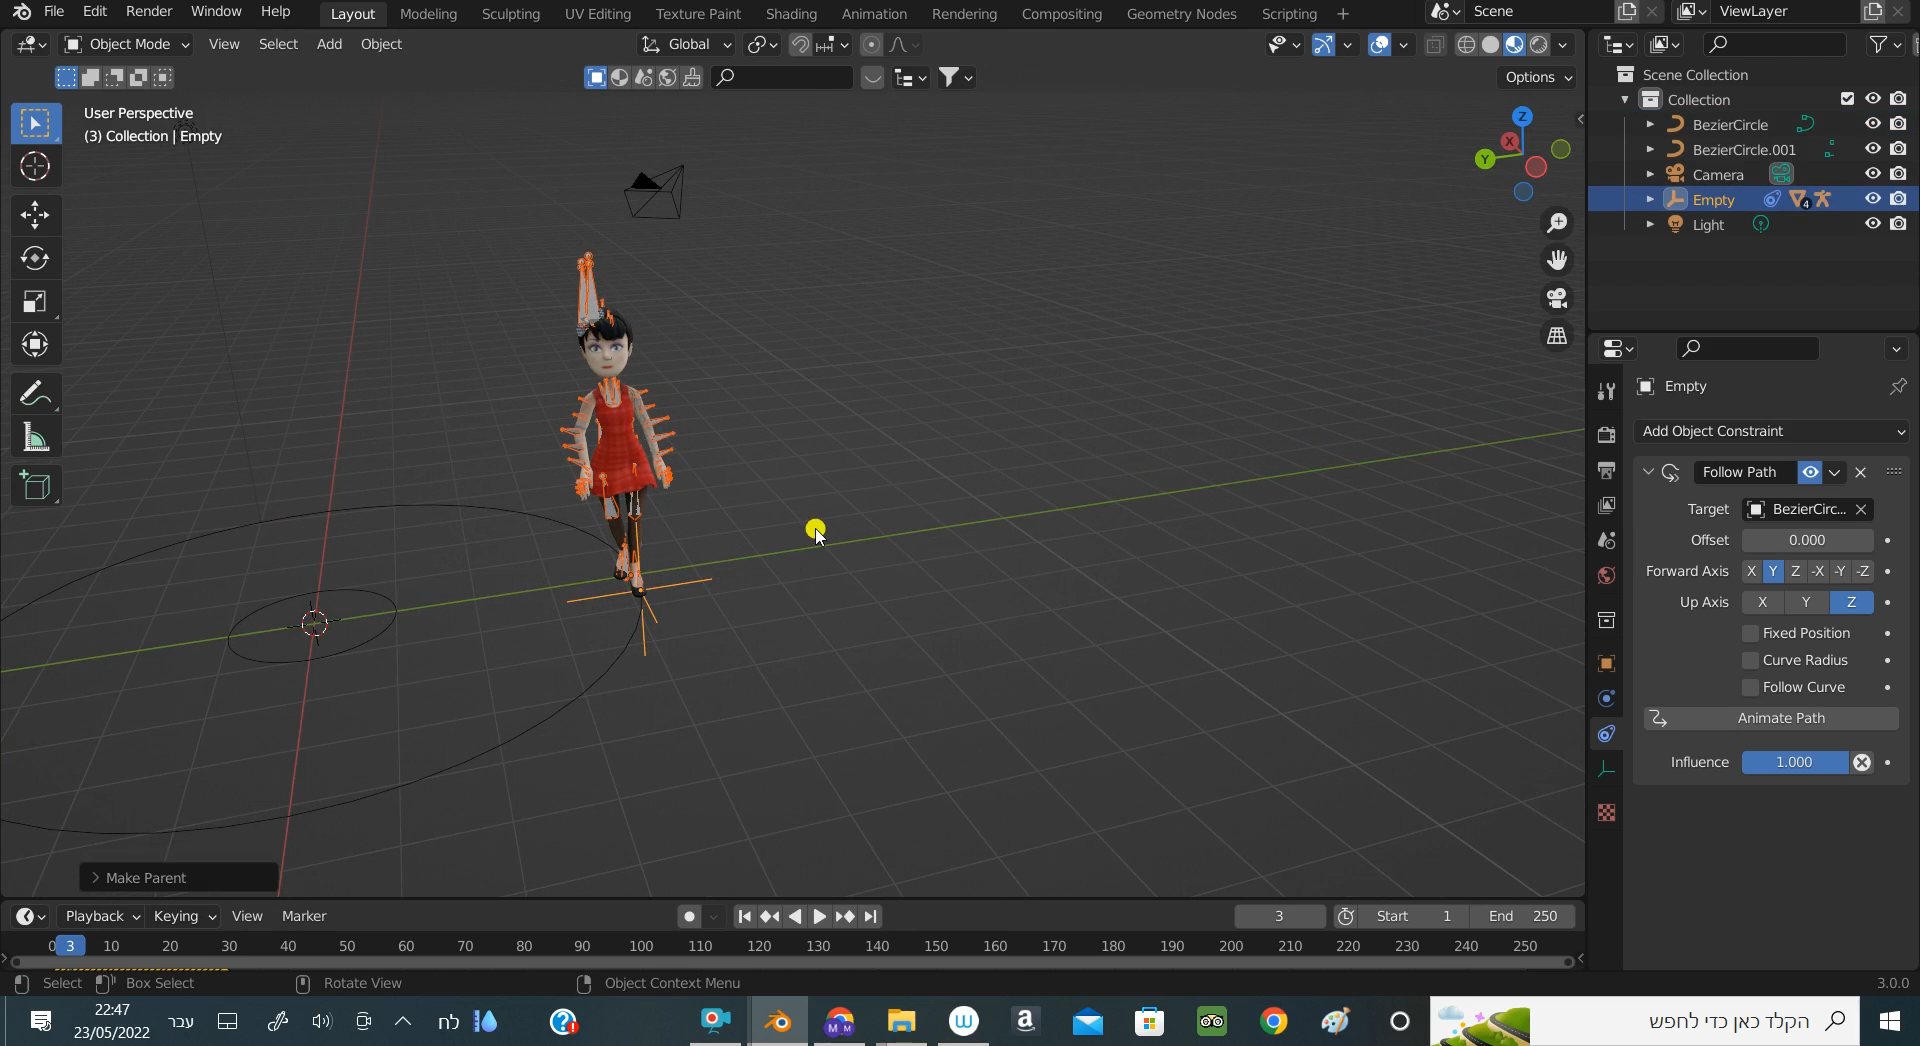 File Edit Render Window Help Layout Modeling Sculpting UV Editing Texture Paint Shading Animation Rendering Compositing Geometry Nodes Scripting + Scene ViewLayer
Object Mode View Select Add Object Global
Options
User Perspective
(3) Collection | Empty
Z
X
Y
Make Parent
Scene Collection
Collection
BezierCircle
BezierCircle.001
Camera
Empty 4
Light
Empty
Add Object Constraint
Follow Path
Target BezierCirc...
Offset 0.000
Forward Axis X Y Z -X -Y -Z
Up Axis X Y Z
Fixed Position
Curve Radius
Follow Curve
Animate Path
Influence 1.000
Playback Keying View Marker 3 Start 1 End 250
0 3 10 20 30 40 50 60 70 80 90 100 110 120 130 140 150 160 170 180 190 200 210 220 230 240 250
Select Box Select Rotate View Object Context Menu 3.0.0
22:47
23/05/2022
עבר
לח
הקלד כאן כדי לחפש